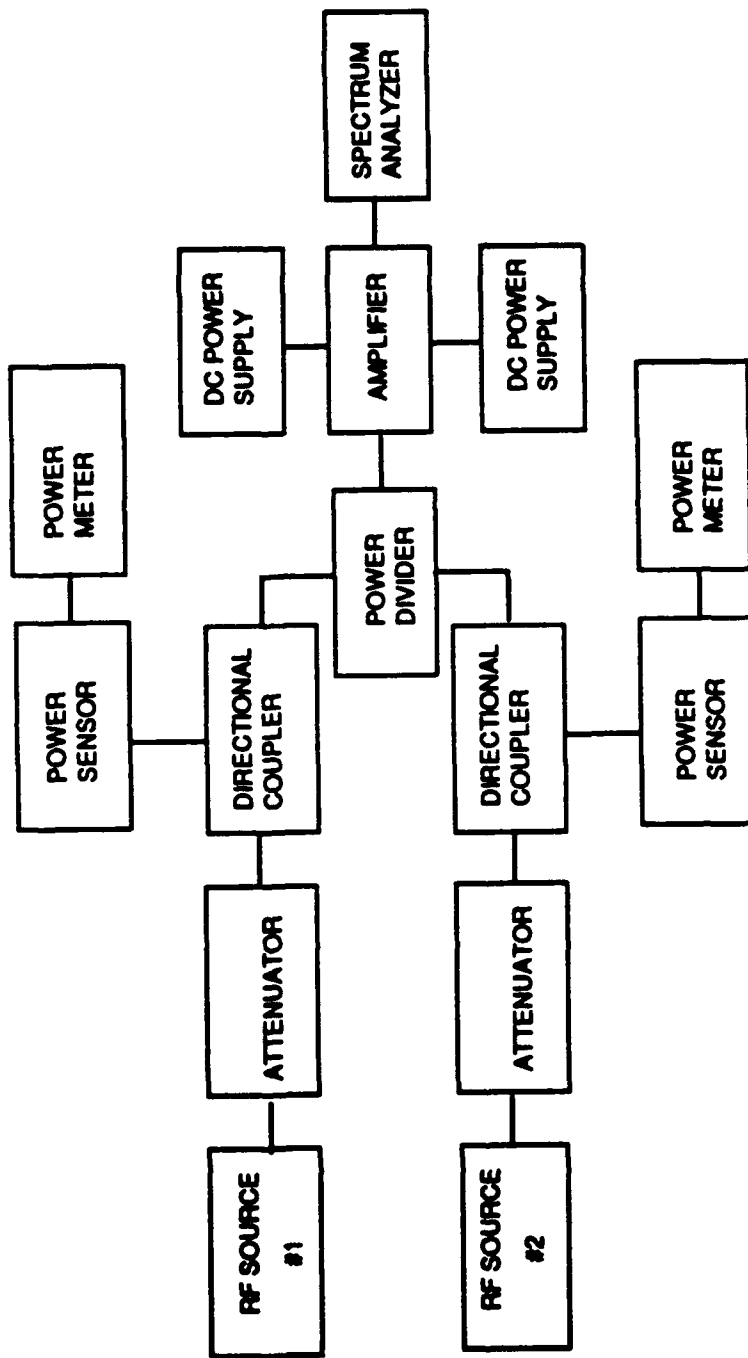 POWER
METER
POWER
SENSOR
SPECTRUM
ANALYZER
DC POWER
SUPPLY
AMPLIFIER
DC POWER
SUPPLY
POWER
DIVIDER
DIRECTIONAL
COUPLER
ATTENUATOR
RF SOURCE
#1
DIRECTIONAL
COUPLER
ATTENUATOR
RF SOURCE
#2
POWER
METER
POWER
SENSOR